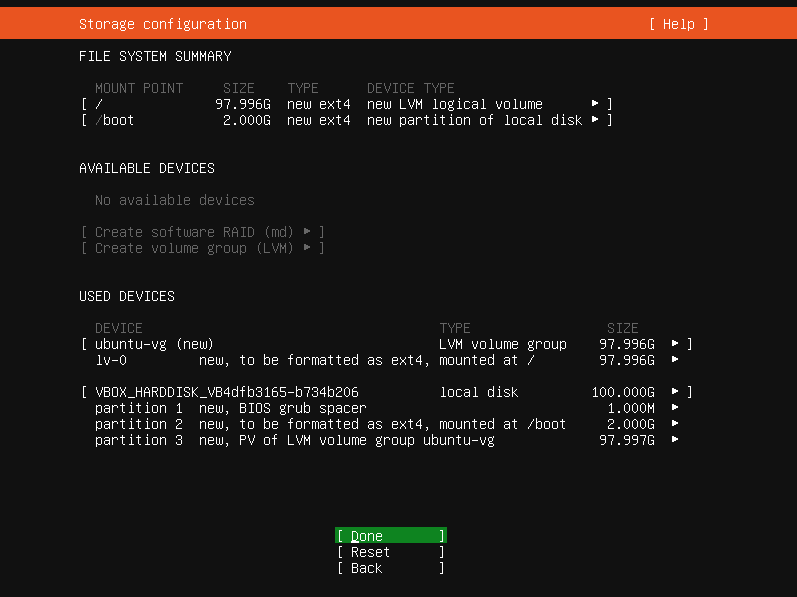 Storage configuration [ Help ]
FILE SYSTEM SUMMARY
MOUNT POINT SIZE TYPE DEVICE TYPE
[ / 97.996G new ext4 new LVM logical volume ▸ ]
[ /boot 2.000G new ext4 new partition of local disk ▸ ]
AVAILABLE DEVICES
No available devices
[ Create software RAID (md) ▸ ]
[ Create volume group (LVM) ▸ ]
USED DEVICES
DEVICE TYPE SIZE
[ ubuntu-vg (new) LVM volume group 97.996G ▸ ]
lv-0 new, to be formatted as ext4, mounted at / 97.996G ▸
[ VBOX_HARDDISK_VB4dfb3165-b734b206 local disk 100.000G ▸ ]
partition 1 new, BIOS grub spacer 1.000M ▸
partition 2 new, to be formatted as ext4, mounted at /boot 2.000G ▸
partition 3 new, PV of LVM volume group ubuntu-vg 97.997G ▸
[ Done ]
[ Reset ]
[ Back ]